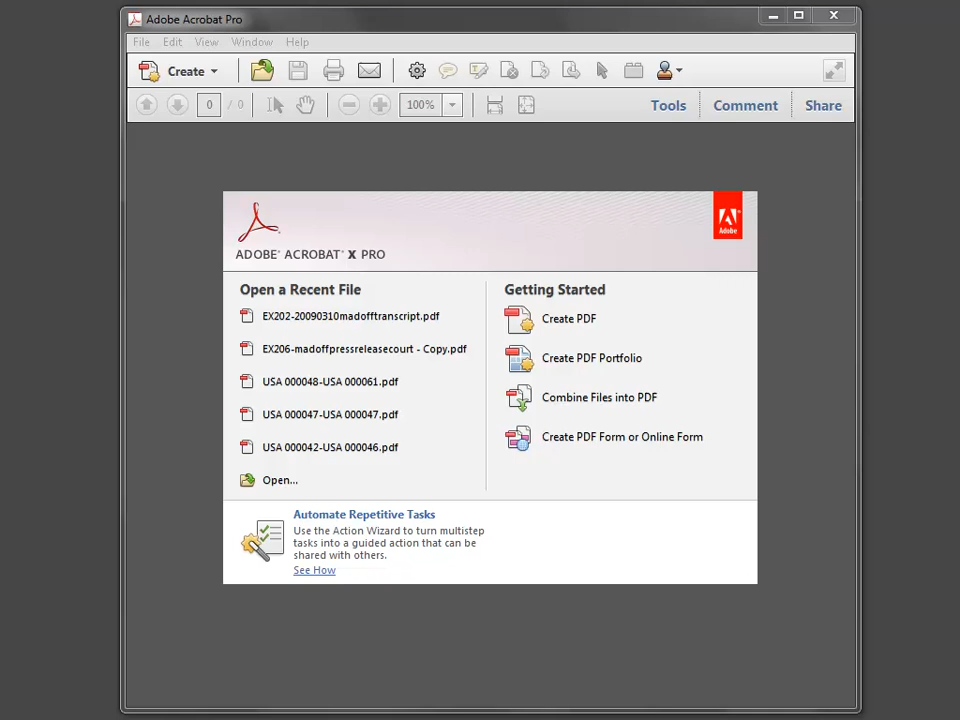 Adobe Acrobat Pro
File Edit View Window Help
Create
0 / 0 100% Tools Comment Share
Adobe
ADOBE® ACROBAT® X PRO
Open a Recent File
EX202-20090310madofftranscript.pdf
EX206-madoffpressreleasecourt - Copy.pdf
USA 000048-USA 000061.pdf
USA 000047-USA 000047.pdf
USA 000042-USA 000046.pdf
Open...
Getting Started
Create PDF
Create PDF Portfolio
Combine Files into PDF
Create PDF Form or Online Form
Automate Repetitive Tasks
Use the Action Wizard to turn multistep
tasks into a guided action that can be
shared with others.
See How